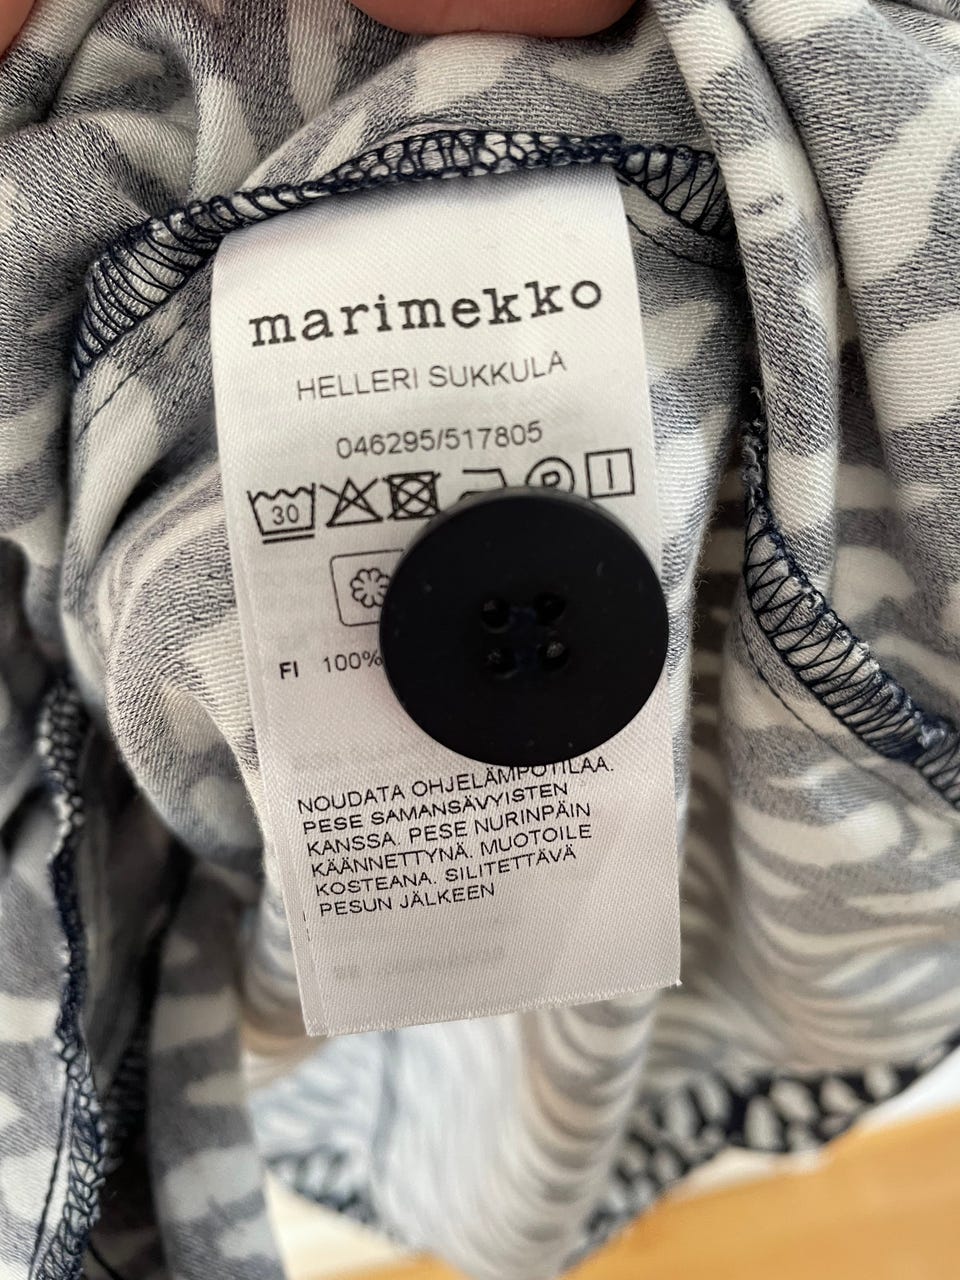 marimekko
HELLERI SUKKULA
046295/517805
30 P I
FI 100%
NOUDATA OHJELÄMPÖTILAA.
PESE SAMANSÄVYISTEN
KANSSA. PESE NURINPÄIN
KÄÄNNETTYNÄ. MUOTOILE
KOSTEANA. SILITETTÄVÄ
PESUN JÄLKEEN